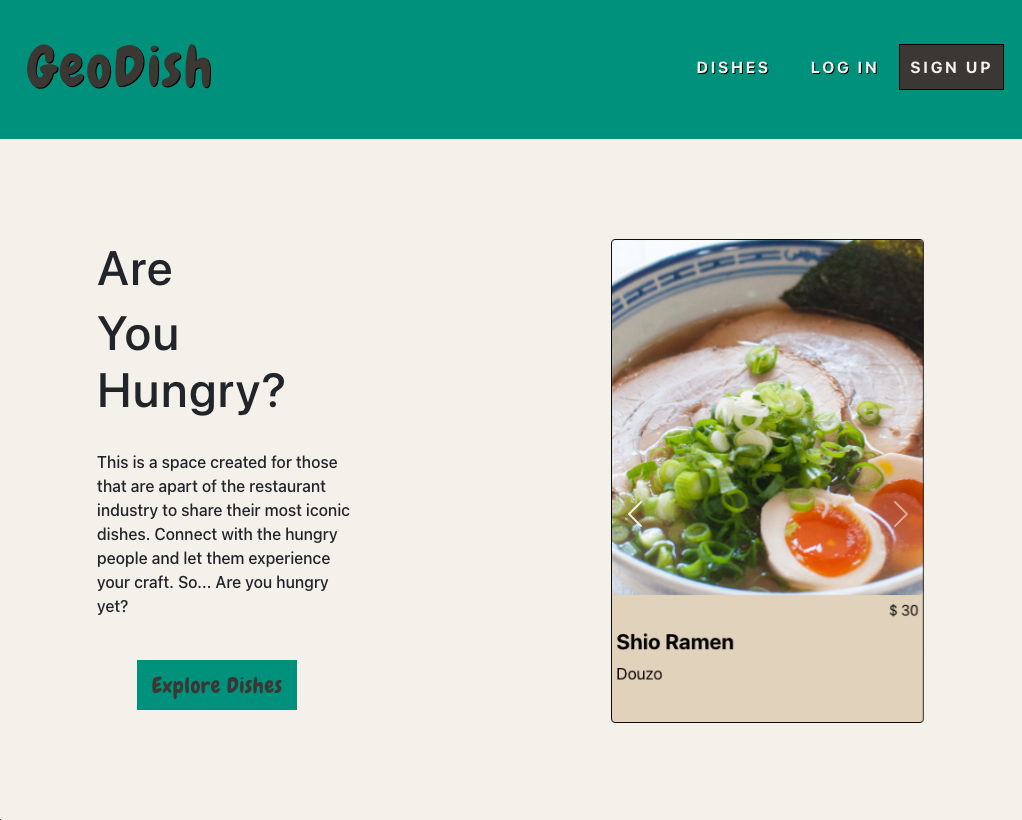 GeoDish
DISHES
LOG IN
SIGN UP
Are
You
Hungry?
This is a space created for those
that are apart of the restaurant
industry to share their most iconic
dishes. Connect with the hungry
people and let them experience
your craft. So... Are you hungry
yet?
Explore Dishes
$ 30
Shio Ramen
Douzo